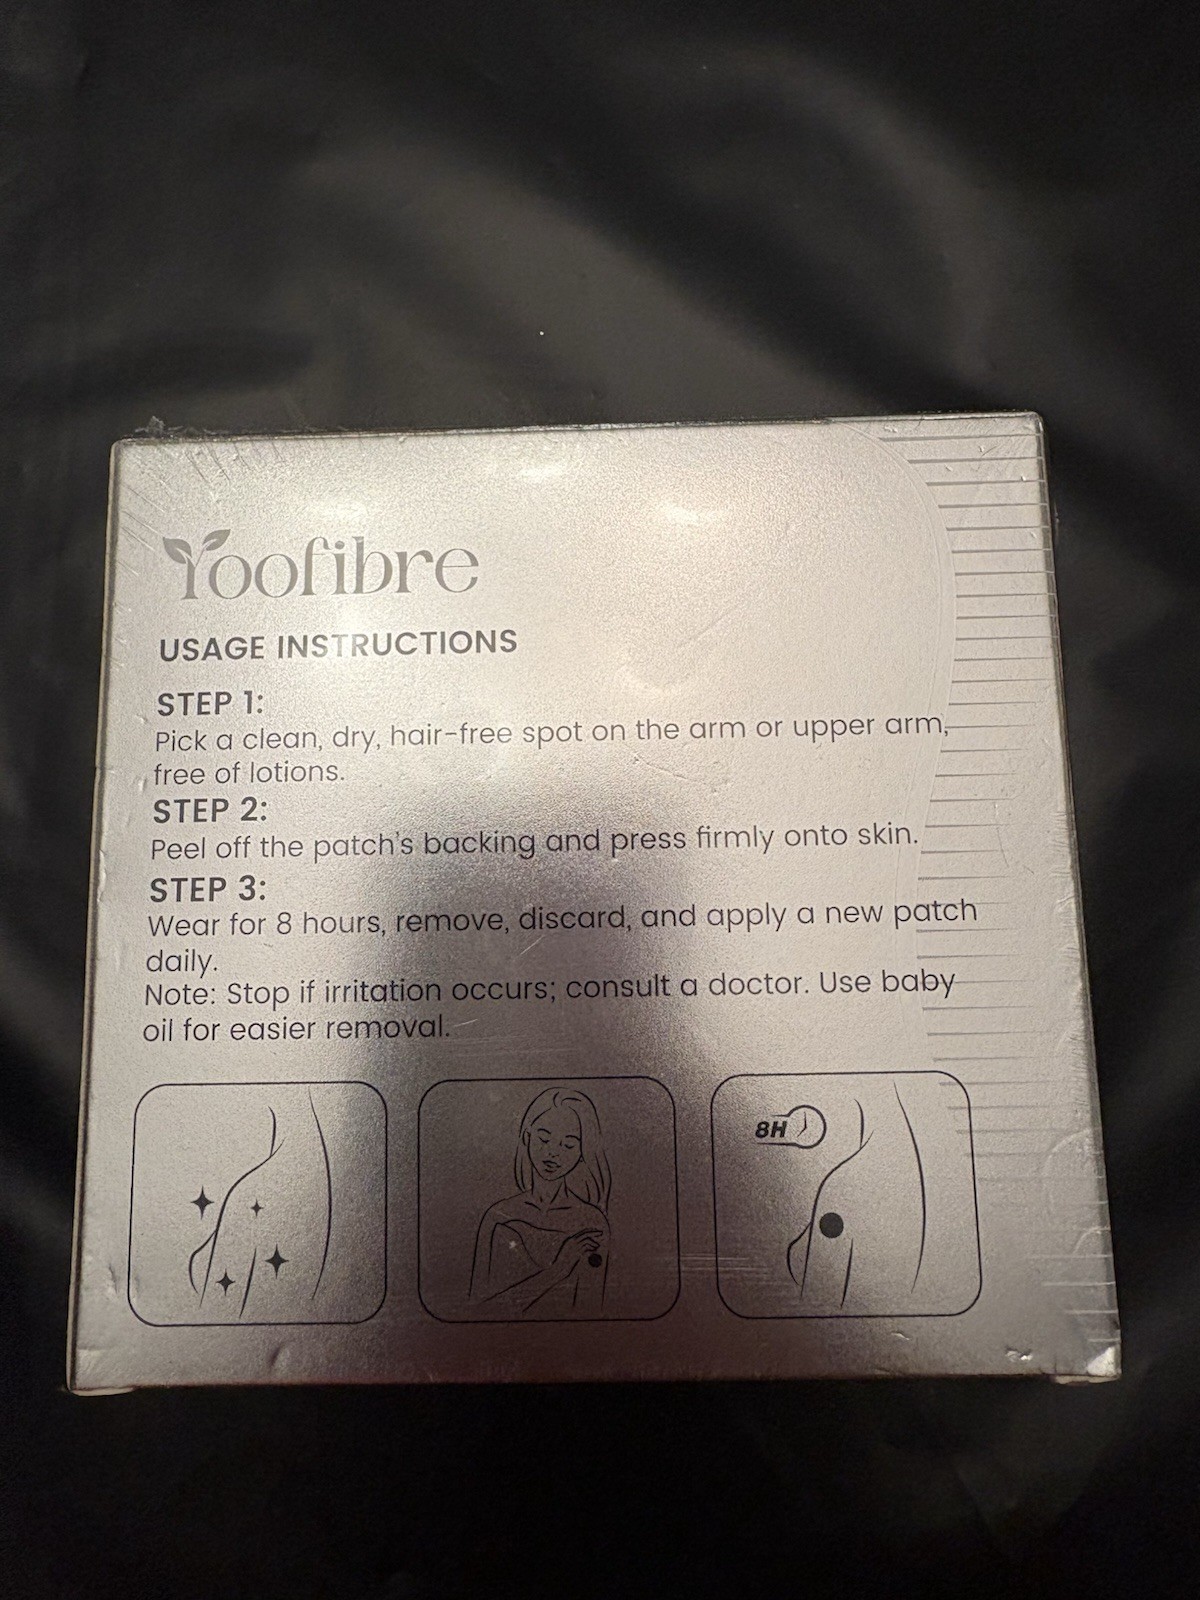 Yoofibre
USAGE INSTRUCTIONS
STEP 1:
Pick a clean, dry, hair-free spot on the arm or upper arm,
free of lotions.
STEP 2:
Peel off the patch's backing and press firmly onto skin.
STEP 3:
Wear for 8 hours, remove, discard, and apply a new patch
daily.
Note: Stop if irritation occurs; consult a doctor. Use baby
oil for easier removal.
8H